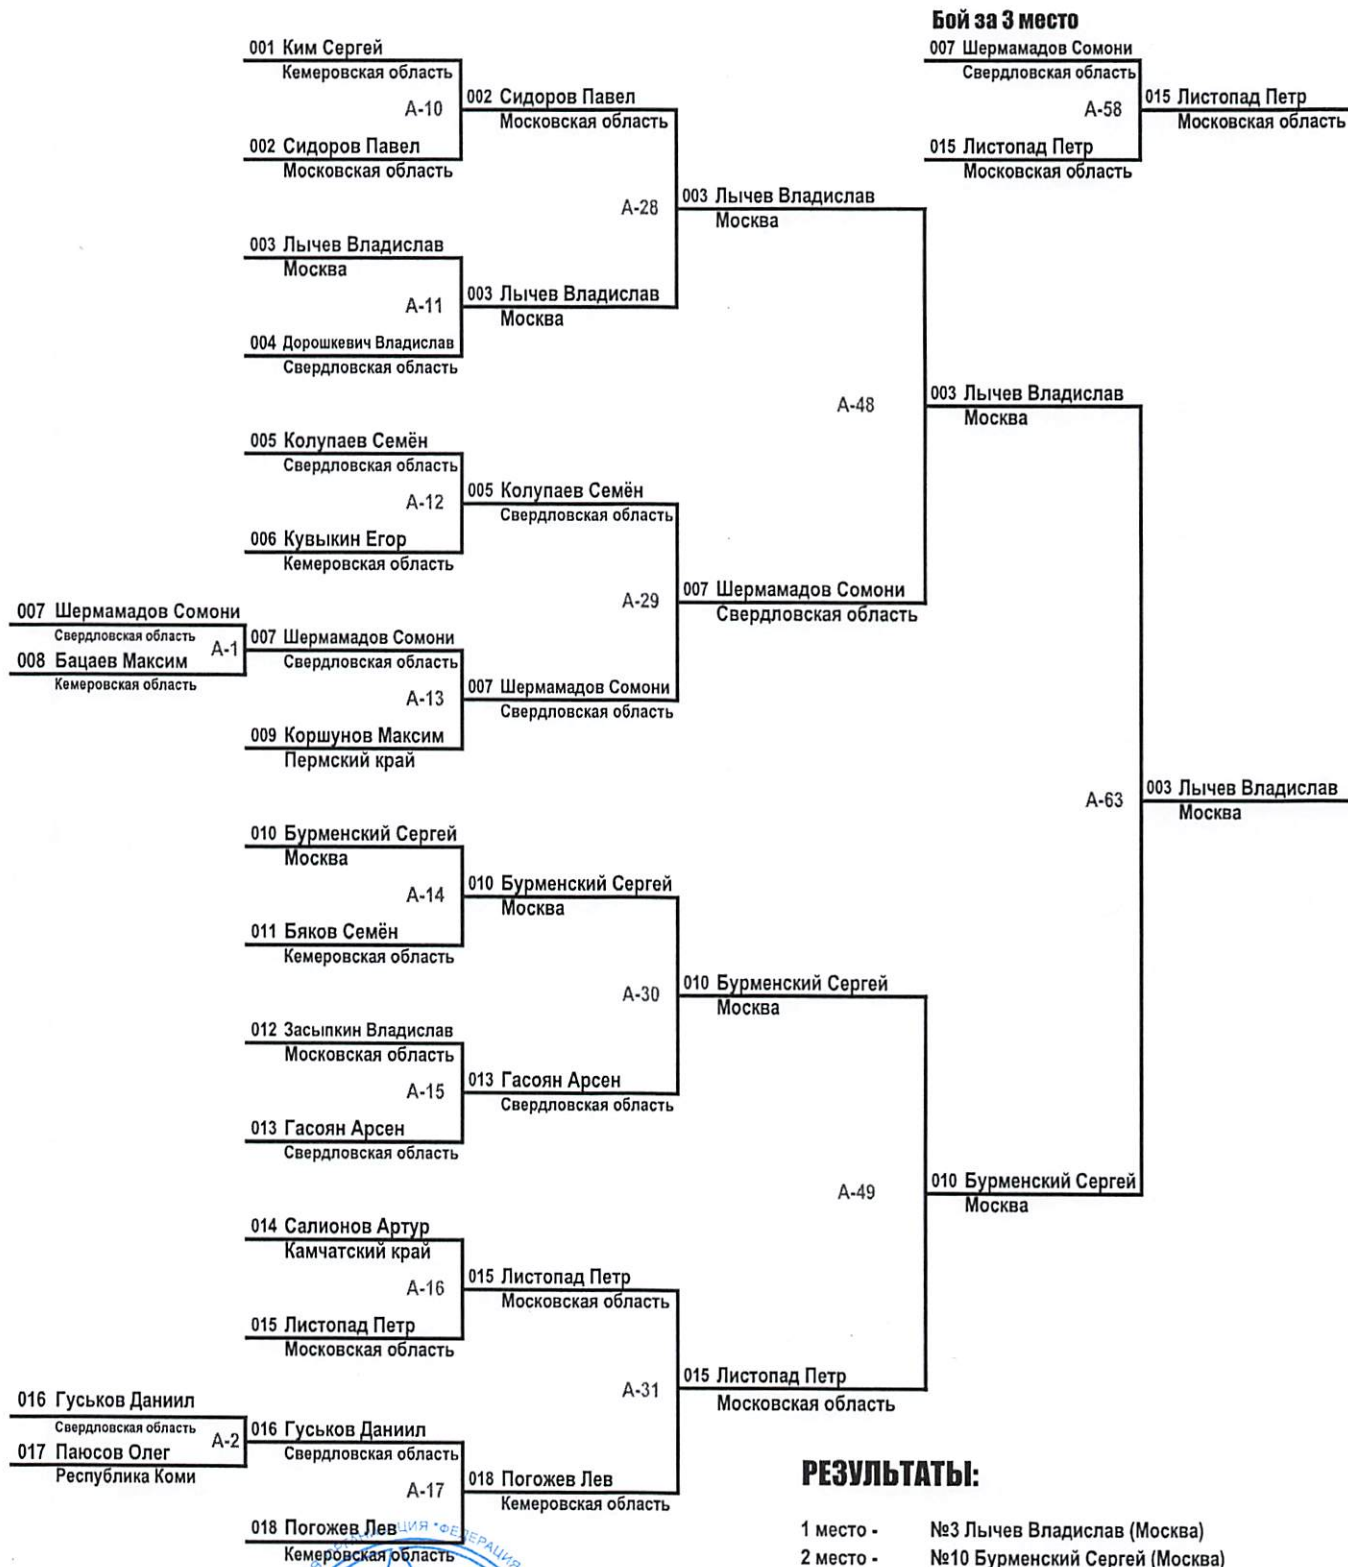 Бой за 3 место
007 Шермамадов Сомони
Свердловская область
А-58
015 Листопад Петр
Московская область
015 Листопад Петр
Московская область
001 Ким Сергей
Кемеровская область
А-10
002 Сидоров Павел
Московская область
002 Сидоров Павел
Московская область
А-28
003 Лычев Владислав
Москва
003 Лычев Владислав
Москва
А-11
003 Лычев Владислав
Москва
004 Дорошкевич Владислав
Свердловская область
А-48
003 Лычев Владислав
Москва
005 Колупаев Семён
Свердловская область
А-12
005 Колупаев Семён
Свердловская область
006 Кувыкин Егор
Кемеровская область
А-29
007 Шермамадов Сомони
Свердловская область
007 Шермамадов Сомони
Свердловская область
А-1
008 Бацаев Максим
Кемеровская область
007 Шермамадов Сомони
Свердловская область
А-13
007 Шермамадов Сомони
Свердловская область
009 Коршунов Максим
Пермский край
А-63
003 Лычев Владислав
Москва
010 Бурменский Сергей
Москва
А-14
010 Бурменский Сергей
Москва
011 Бяков Семён
Кемеровская область
А-30
010 Бурменский Сергей
Москва
012 Засыпкин Владислав
Московская область
А-15
013 Гасоян Арсен
Свердловская область
013 Гасоян Арсен
Свердловская область
А-49
010 Бурменский Сергей
Москва
014 Салионов Артур
Камчатский край
А-16
015 Листопад Петр
Московская область
015 Листопад Петр
Московская область
А-31
015 Листопад Петр
Московская область
016 Гуськов Даниил
Свердловская область
А-2
017 Паюсов Олег
Республика Коми
016 Гуськов Даниил
Свердловская область
А-17
018 Погожев Лев
Кемеровская область
018 Погожев Лев
Кемеровская область
РЕЗУЛЬТАТЫ:
1 место - №3 Лычев Владислав (Москва)
2 место - №10 Бурменский Сергей (Москва)